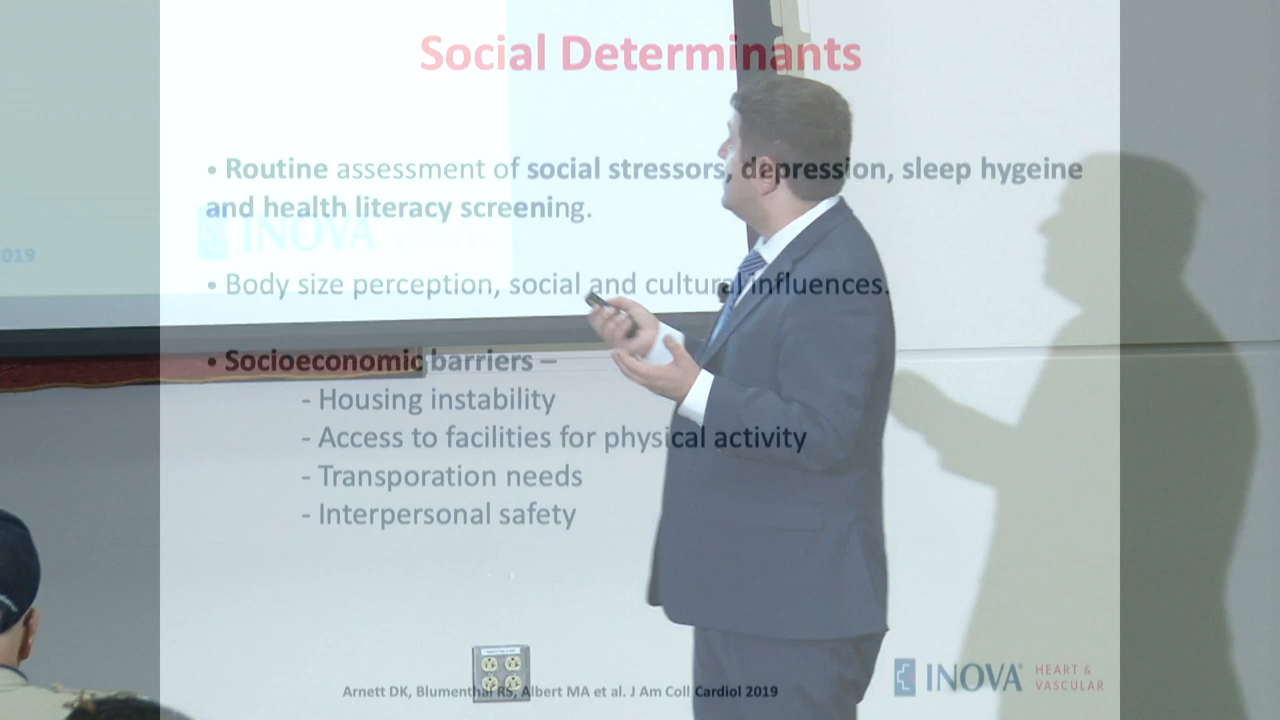 Social Determinants
• Routine assessment of social stressors, depression, sleep hygeine
and health literacy screening.
INOVA
019
• Body size perception, social and cultural influences.
• Socioeconomic barriers –
- Housing instability
- Access to facilities for physical activity
- Transporation needs
- Interpersonal safety
Arnett DK, Blumenthal RS, Albert MA et al. J Am Coll Cardiol 2019
INOVA HEART &
VASCULAR